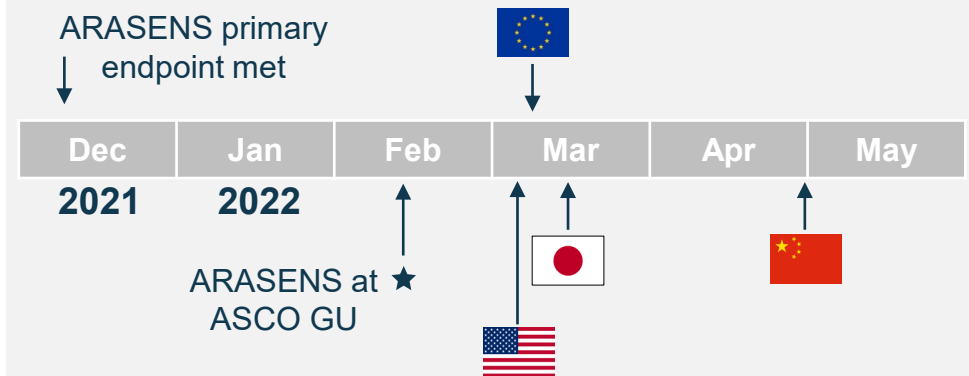 ARASENS primary
endpoint met
Dec Jan Feb Mar Apr May
2021 2022
ARASENS at
ASCO GU